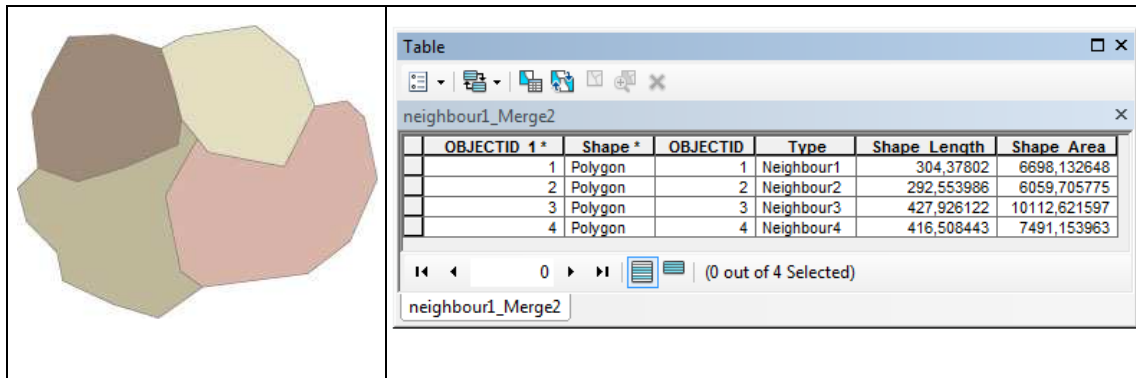 Table
neighbour1_Merge2
OBJECTID_1 * Shape * OBJECTID Type Shape_Length Shape_Area
1 Polygon 1 Neighbour1 304,37802 6698,132648
2 Polygon 2 Neighbour2 292,553986 6059,705775
3 Polygon 3 Neighbour3 427,926122 10112,621597
4 Polygon 4 Neighbour4 416,508443 7491,153963
0 (0 out of 4 Selected)
neighbour1_Merge2